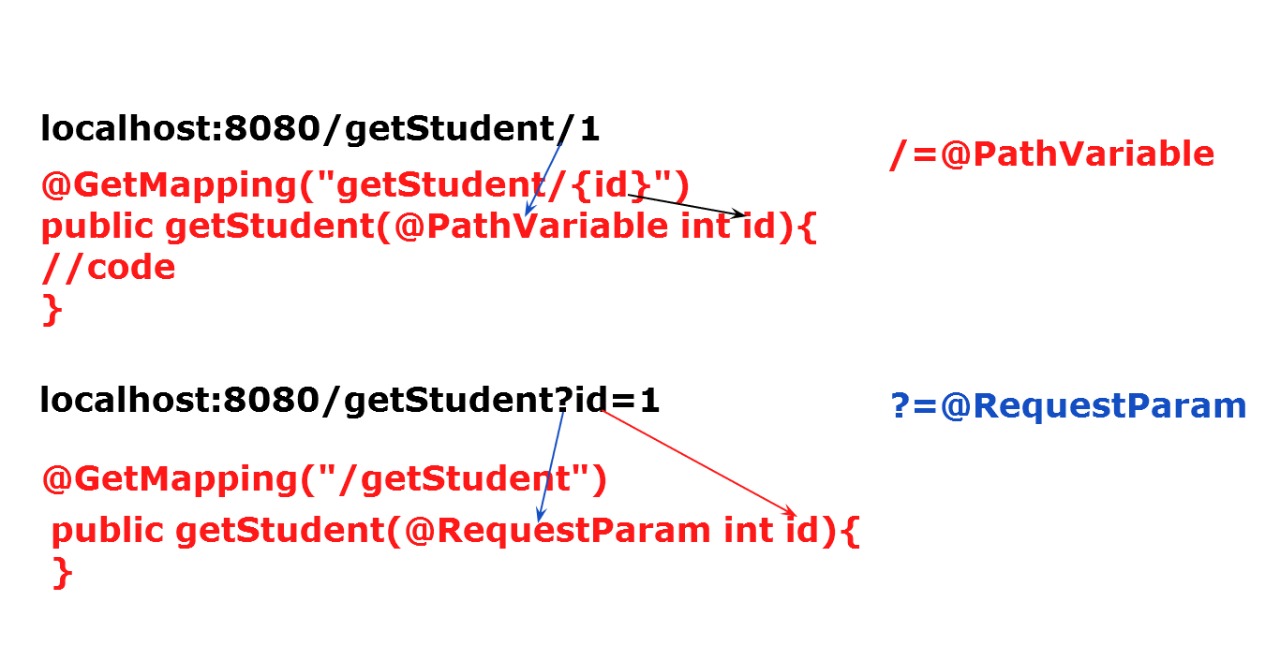 localhost:8080/getStudent/1
/=@PathVariable
@GetMapping("getStudent/{id}")
public getStudent(@PathVariable int id){
//code
}
localhost:8080/getStudent?id=1
?=@RequestParam
@GetMapping("/getStudent")
public getStudent(@RequestParam int id){
}